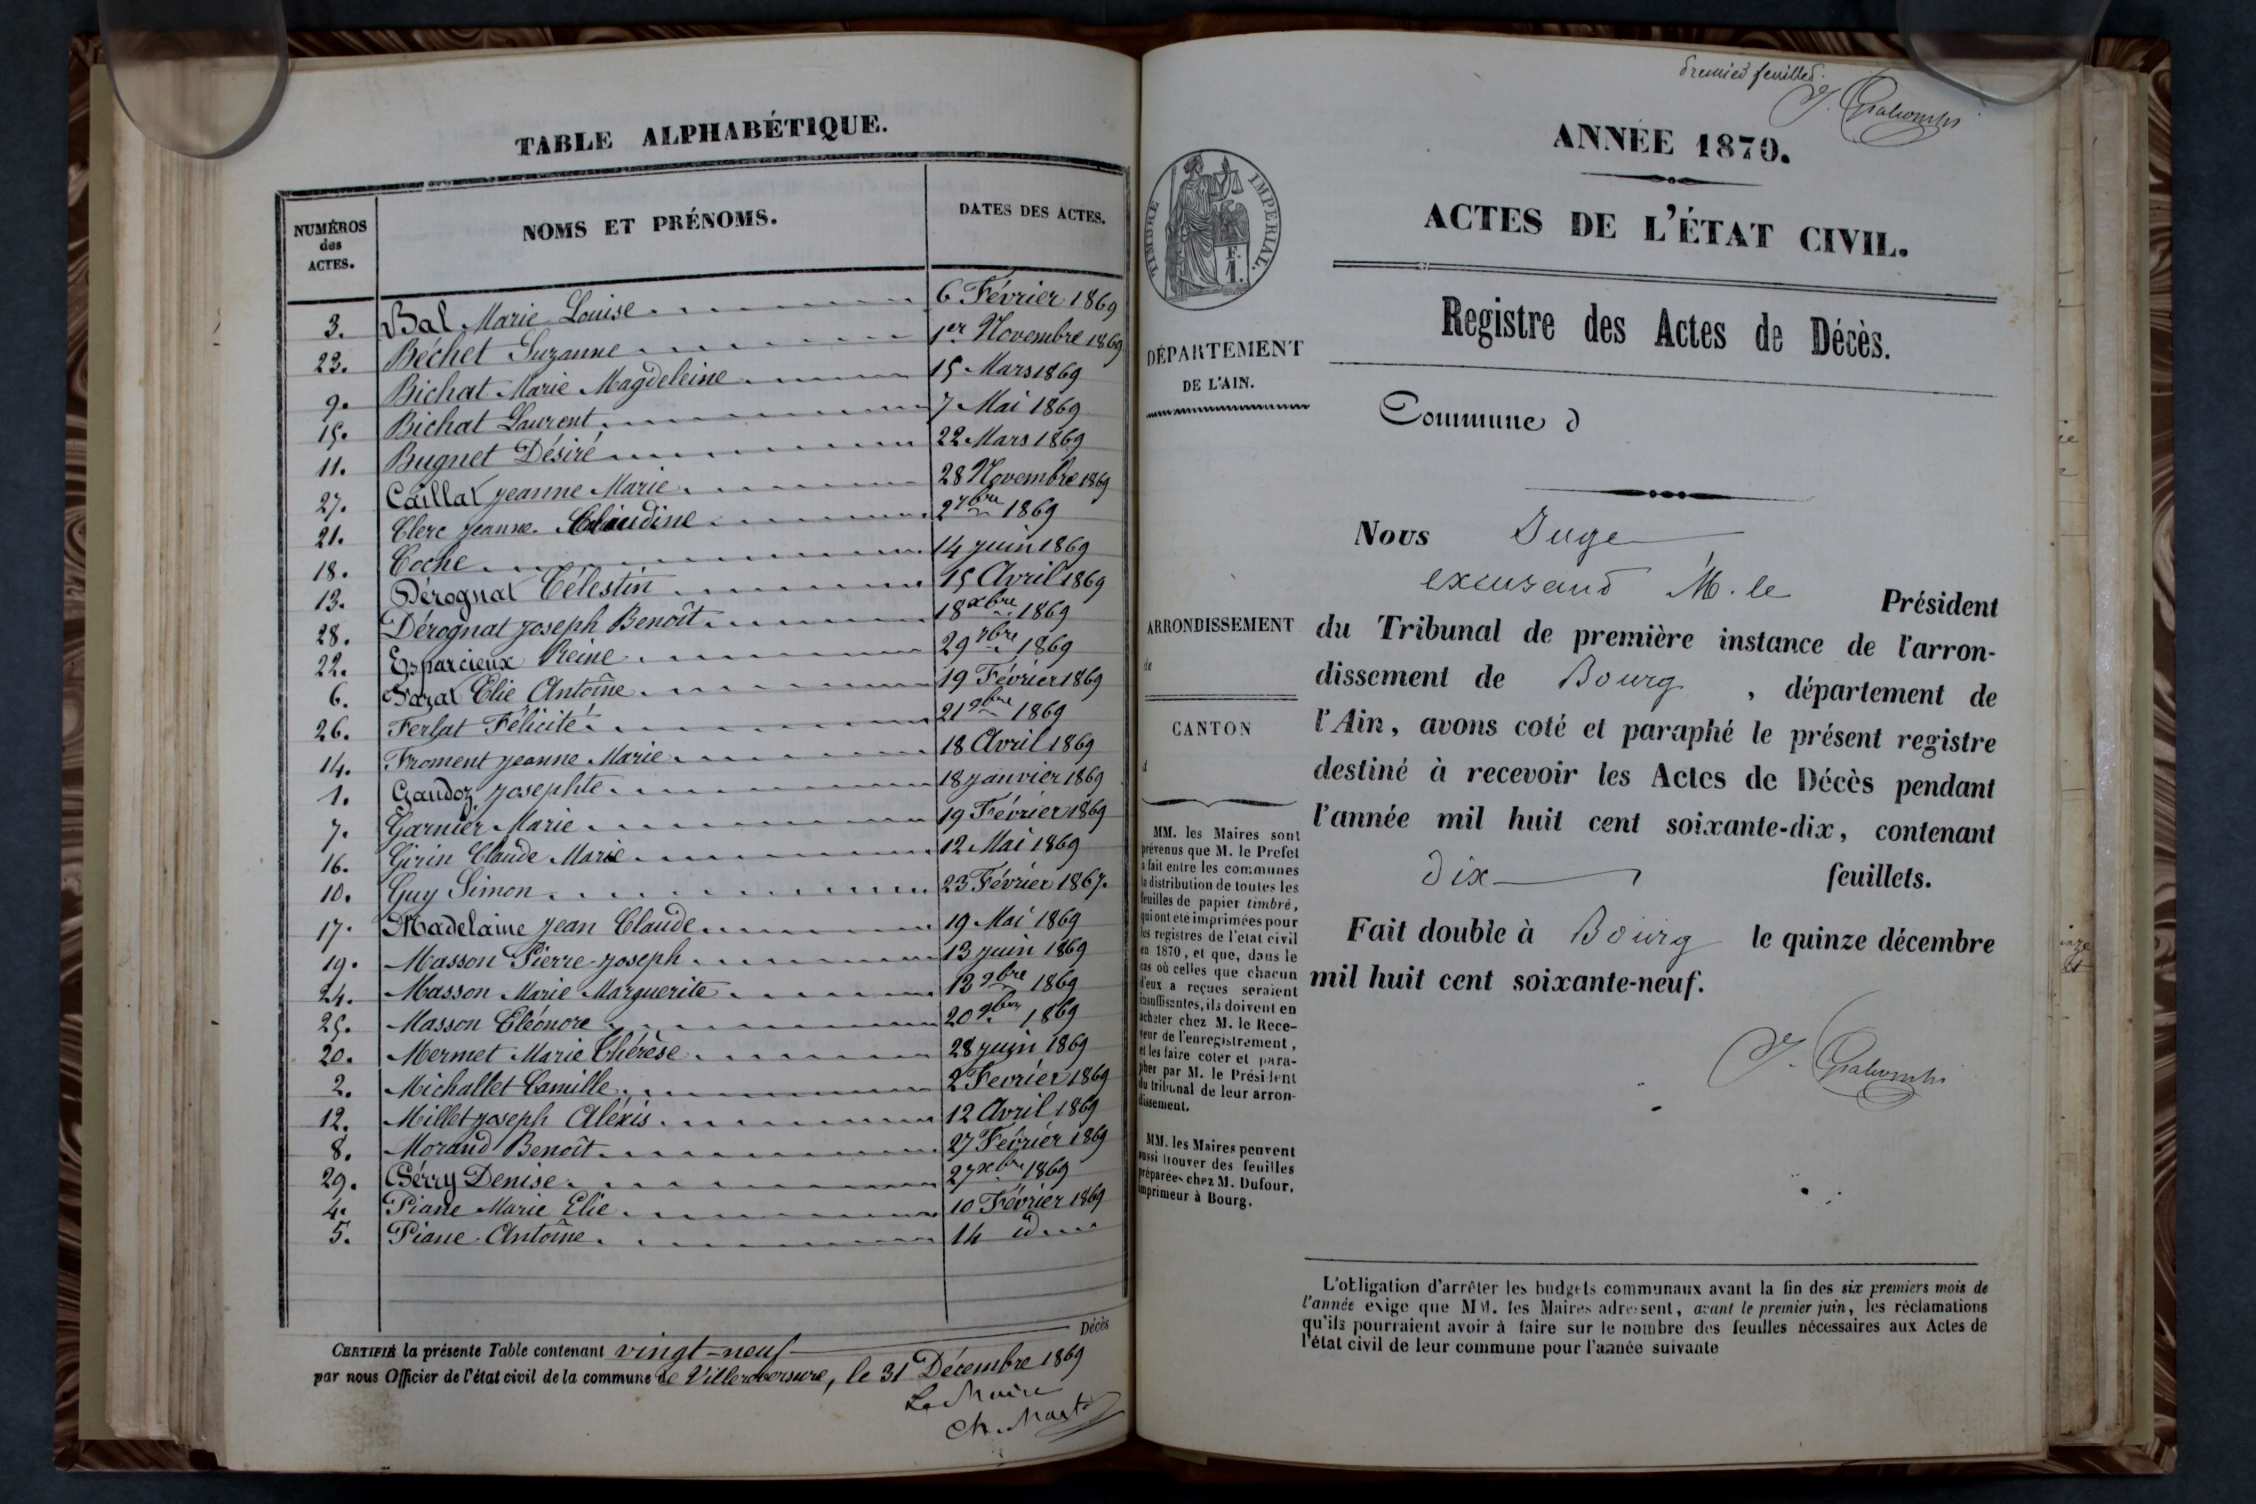 TABLE ALPHABÉTIQUE.
NUMÉROS des ACTES. NOMS ET PRÉNOMS. DATES DES ACTES.
3. Bal Marie Louise 6 Février 1869
23. Béchet Suzanne 1er Novembre 1869
9. Bichat Marie Magdeleine 15 Mars 1869
15. Bichat Laurent 7 Mai 1869
11. Bugnet Désiré 22 Mars 1869
27. Caillat Jeanne Marie 28 Novembre 1869
21. Clerc Jeanne Claudine 2 7bre 1869
18. Coche 14 juin 1869
13. Dérognat Célestin 15 Avril 1869
28. Dérognat Joseph Benoît 18 xbre 1869
22. Esparcieux Reine 29 7bre 1869
6. Fazat Elie Antoîne 19 Février 1869
26. Ferlat Félicité 21 9bre 1869
14. Froment Jeanne Marie 18 Avril 1869
1. Gaudoz Josephte 18 janvier 1869
7. Garnier Marie 19 Février 1869
16. Girin Claude Marie 12 Mai 1869
10. Guy Simon 23 Février 1867.
17. Madelaine Jean Claude 19 Mai 1869
19. Masson Pierre-Joseph 13 juin 1869
24. Masson Marie Marguerite 13 9bre 1869
25. Masson Eléonore 20 9bre 1869
20. Mermet Marie Thérèse 28 juin 1869
2. Michallet Camille 2 Février 1869
12. Millet Joseph Aléxis 12 Avril 1869
8. Morand Benoît 27 Février 1869
29. Pérry Denise 27 xbre 1869
4. Piane Marie Elie 10 Février 1869
5. Piane Antoîne 14 id
CERTIFIÉ la présente Table contenant vingt-neuf Décès
par nous Officier de l'état civil de la commune de Villereversure, le 31 Décembre 1869
Le Maire
premier feuillet.
ANNÉE 1870.
TIMBRE IMPERIAL.
F.
1.
ACTES DE L'ÉTAT CIVIL.
Registre des Actes de Décès.
DÉPARTEMENT
DE L'AIN.
Commune d
ARRONDISSEMENT
de
CANTON
d
MM. les Maires sont
prévenus que M. le Prefet
a fait entre les communes
la distribution de toutes les
feuilles de papier timbré,
qui ont été imprimées pour
les registres de l'etat civil
en 1870, et que, dans le
cas où celles que chacun
d'eux a reçues seraient
insuffisantes, ils doivent en
acheter chez M. le Rece-
veur de l'enregistrement,
et les faire coter et para-
pher par M. le Président
du tribunal de leur arron-
dissement.
MM. les Maires peuvent
aussi trouver des feuilles
préparées chez M. Dufour,
imprimeur à Bourg.
Nous Juge
excusant M. le Président
du Tribunal de première instance de l'arron-
dissement de Bourg, département de
l'Ain, avons coté et paraphé le présent registre
destiné à recevoir les Actes de Décès pendant
l'année mil huit cent soixante-dix, contenant
dix feuillets.
Fait double à Bourg le quinze décembre
mil huit cent soixante-neuf.
L'obligation d'arrêter les budgets communaux avant la fin des six premiers mois de
l'année exige que MM. les Maires adressent, avant le premier juin, les réclamations
qu'ils pourraient avoir à faire sur le nombre des feuilles nécessaires aux Actes de
l'état civil de leur commune pour l'année suivante